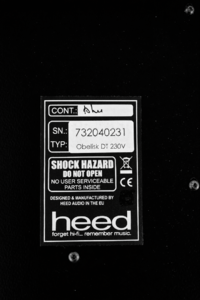 CONT.:
SN.: 732040231
TYP: Obelisk DT 230V
SHOCK HAZARD
DO NOT OPEN
NO USER SERVICEABLE
PARTS INSIDE
DESIGNED & MANUFACTURED BY
HEED AUDIO IN THE EU
CE
heed
forget hi-fi... remember music.